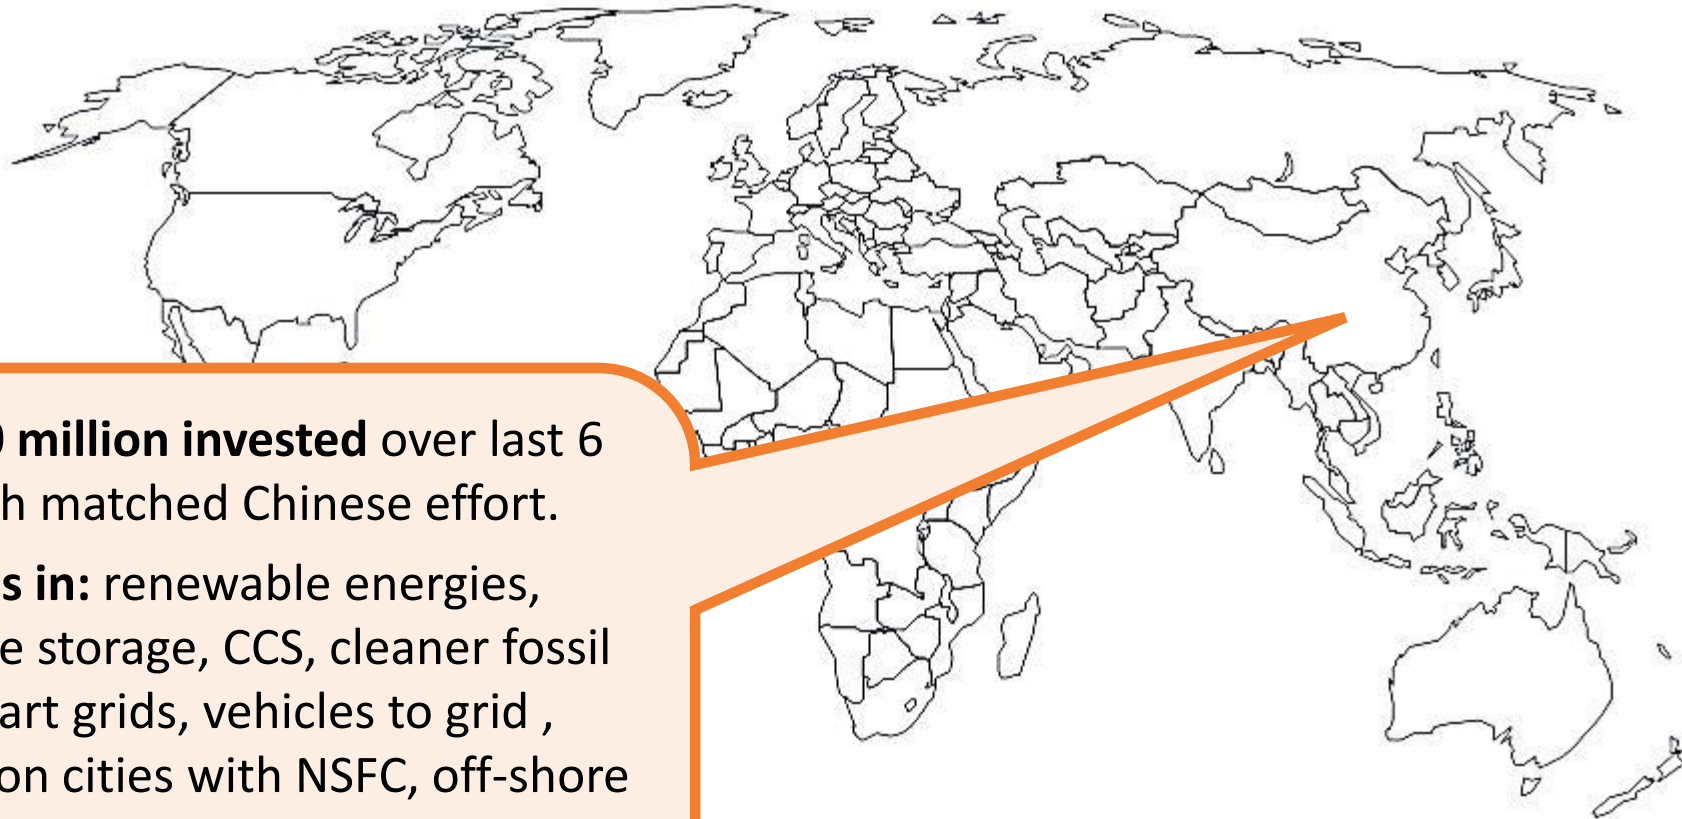 0 million invested over last 6
h matched Chinese effort.
s in: renewable energies,
e storage, CCS, cleaner fossil
art grids, vehicles to grid ,
on cities with NSFC, off-shore